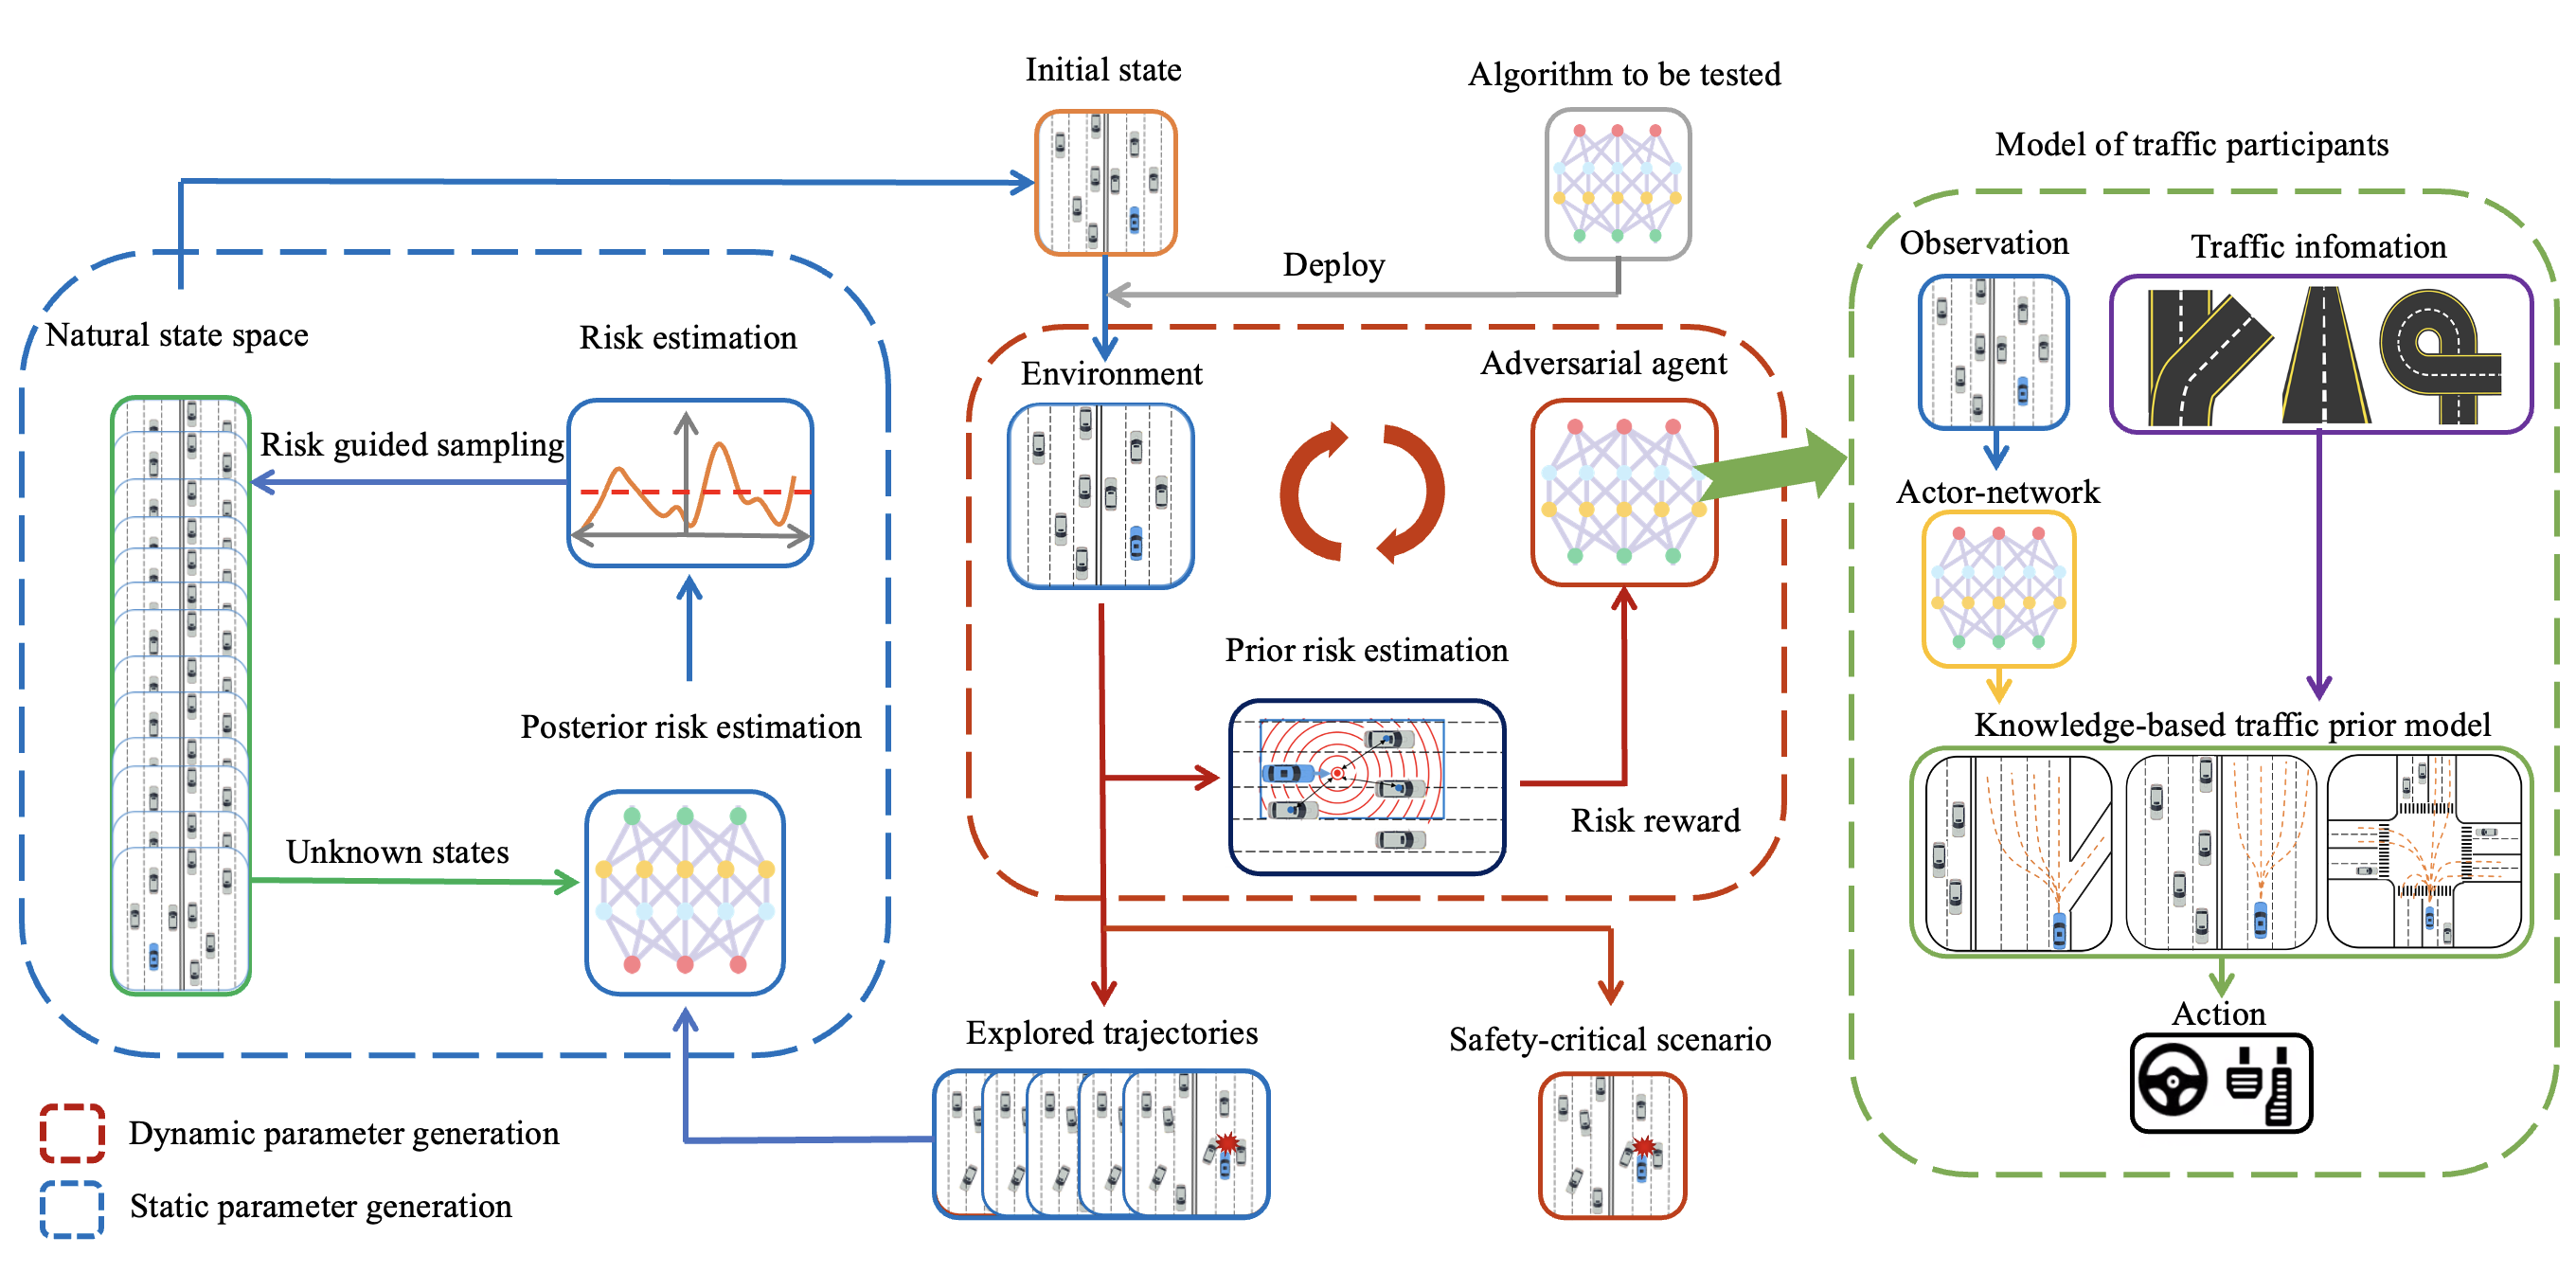 Initial state
Algorithm to be tested
Deploy
Natural state space
Risk estimation
Risk guided sampling
Posterior risk estimation
Unknown states
Environment
Adversarial agent
Prior risk estimation
Risk reward
Explored trajectories
Safety-critical scenario
Model of traffic participants
Observation
Traffic infomation
Actor-network
Knowledge-based traffic prior model
Action
Dynamic parameter generation
Static parameter generation